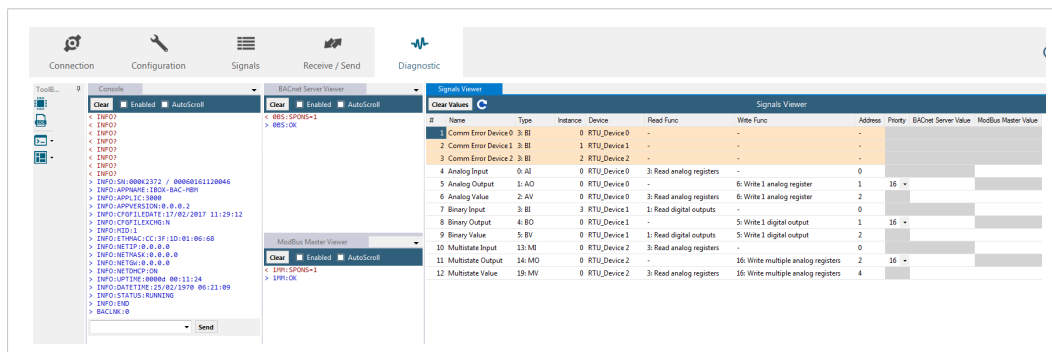 Connection Configuration Signals Receive / Send Diagnostic
ToolB...
Console
Clear Enabled AutoScroll
< INFO?
< INFO?
< INFO?
< INFO?
< INFO?
< INFO?
< INFO?
< INFO?
> INFO:SN:000K2372 / 00060161120046
> INFO:APPNAME:IBOX-BAC-MBM
> INFO:APPLIC:3000
> INFO:APPVERSION:0.0.0.2
> INFO:CFGFILEDATE:17/02/2017 11:29:12
> INFO:CFGFILEXCHG:N
> INFO:HID:1
> INFO:ETHMAC:CC:3F:1D:01:06:68
> INFO:NETIP:0.0.0.0
> INFO:NETMASK:0.0.0.0
> INFO:NETGW:0.0.0.0
> INFO:NETDHCP:ON
> INFO:UPTIME:0000d 00:11:24
> INFO:DATETIME:25/02/1970 06:21:09
> INFO:STATUS:RUNNING
> INFO:END
> BACLNK:0
Send
BACnet Server Viewer
Clear Enabled AutoScroll
< 0BS:SPONS=1
> 0BS:OK
ModBus Master Viewer
Clear Enabled AutoScroll
< 1MM:SPONS=1
> 1MM:OK
Signals Viewer
Clear Values Signals Viewer
# Name Type Instance Device Read Func Write Func Address Priority BACnet Server Value ModBus Master Value
1 Comm Error Device 0 3: BI 0 RTU_Device 0 - - -
2 Comm Error Device 1 3: BI 1 RTU_Device 1 - - -
3 Comm Error Device 2 3: BI 2 RTU_Device 2 - - -
4 Analog Input 0: AI 0 RTU_Device 0 3: Read analog registers - 0
5 Analog Output 1: AO 0 RTU_Device 0 - 6: Write 1 analog register 1 16
6 Analog Value 2: AV 0 RTU_Device 0 3: Read analog registers 6: Write 1 analog register 2
7 Binary Input 3: BI 3 RTU_Device 1 1: Read digital outputs - 0
8 Binary Output 4: BO 0 RTU_Device 1 - 5: Write 1 digital output 1 16
9 Binary Value 5: BV 0 RTU_Device 1 1: Read digital outputs 5: Write 1 digital output 2
10 Multistate Input 13: MI 0 RTU_Device 2 3: Read analog registers - 0
11 Multistate Output 14: MO 0 RTU_Device 2 - 16: Write multiple analog registers 2 16
12 Multistate Value 19: MV 0 RTU_Device 2 3: Read analog registers 16: Write multiple analog registers 4